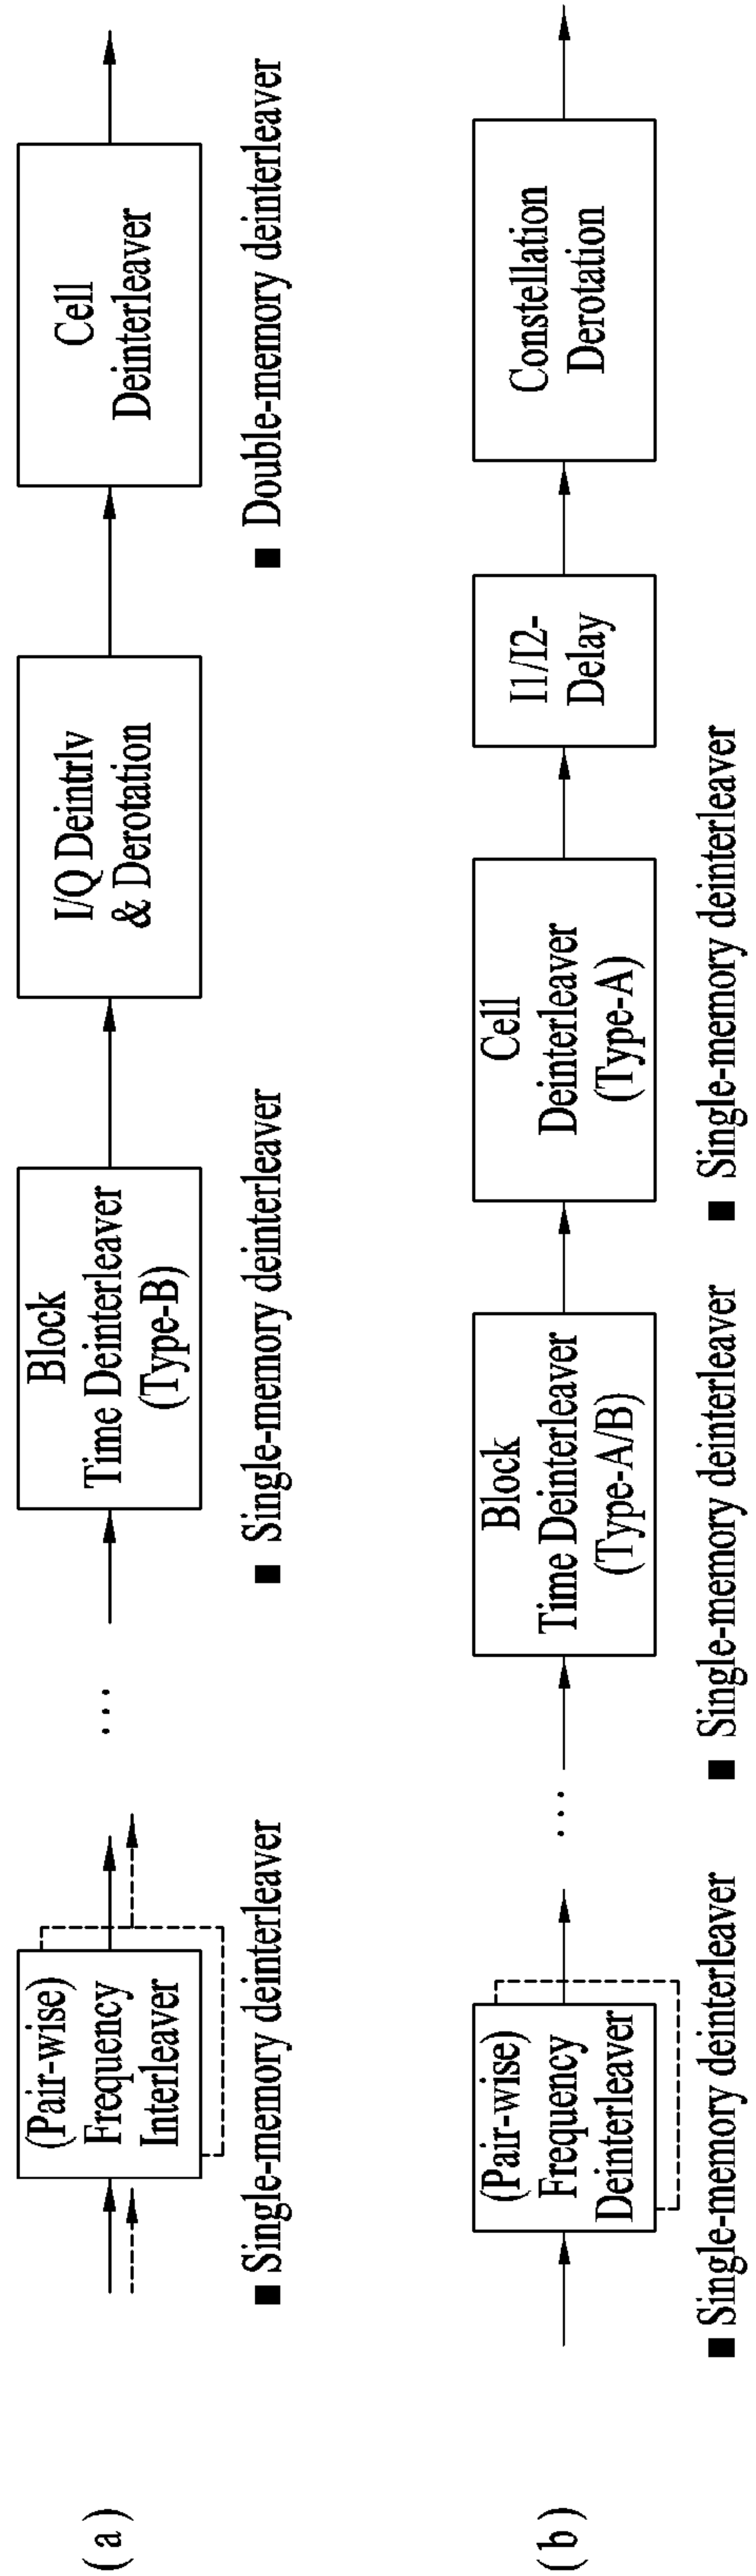 (a)
(Pair-wise)
Frequency
Interleaver
...
Block
Time Deinterleaver
(Type-B)
I/Q Deintrlv
& Derotation
Cell
Deinterleaver
■ Single-memory deinterleaver
■ Single-memory deinterleaver
■ Double-memory deinterleaver
(b)
(Pair-wise)
Frequency
Deinterleaver
...
Block
Time Deinterleaver
(Type-A/B)
Cell
Deinterleaver
(Type-A)
I1/I2-
Delay
Constellation
Derotation
■ Single-memory deinterleaver
■ Single-memory deinterleaver
■ Single-memory deinterleaver